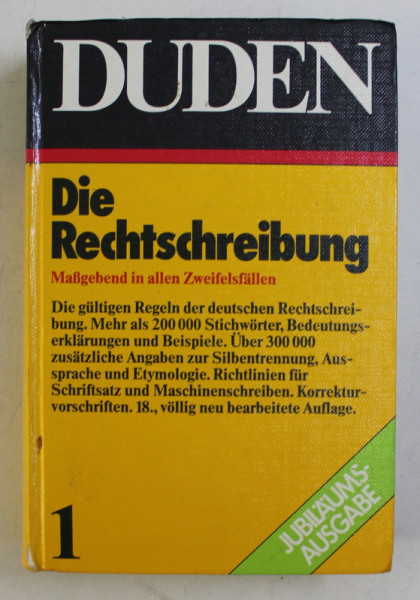 DUDEN
Die
Rechtschreibung
Maßgebend in allen Zweifelsfällen
Die gültigen Regeln der deutschen Rechtschrei-
bung. Mehr als 200 000 Stichwörter, Bedeutungs-
erklärungen und Beispiele. Über 300 000
zusätzliche Angaben zur Silbentrennung, Aus-
sprache und Etymologie. Richtlinien für
Schriftsatz und Maschinenschreiben. Korrektur-
vorschriften. 18., völlig neu bearbeitete Auflage.
1
JUBILÄUMS-
AUSGABE